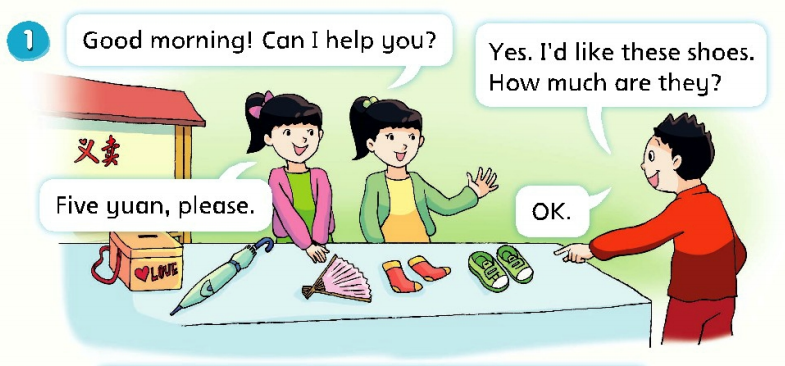 1
Good morning! Can I help you?
Yes. I'd like these shoes.
How much are they?
义卖
Five yuan, please.
OK.
LOVE